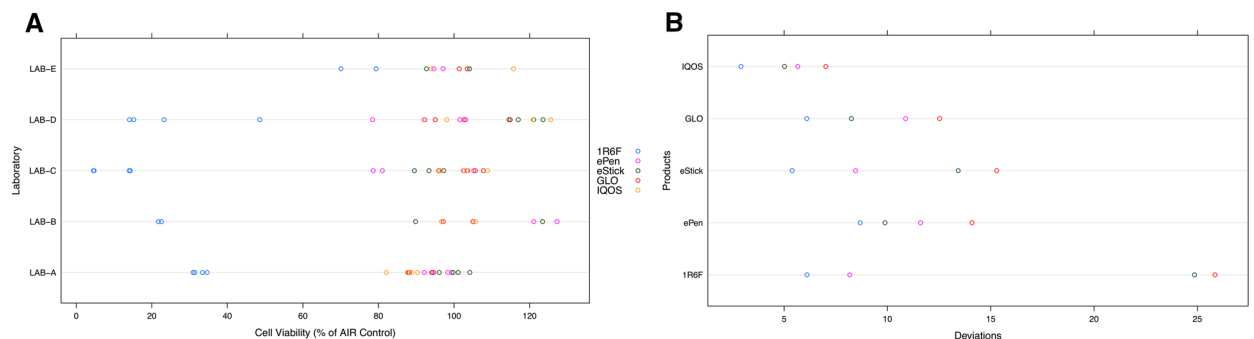 A
LAB–E
LAB–D
LAB–C
LAB–B
LAB–A
Laboratory
0 20 40 60 80 100 120
Cell Viability (% of AIR Control)
1R6F
ePen
eStick
GLO
IQOS
B
IQOS
GLO
eStick
ePen
1R6F
Products
5 10 15 20 25
Deviations